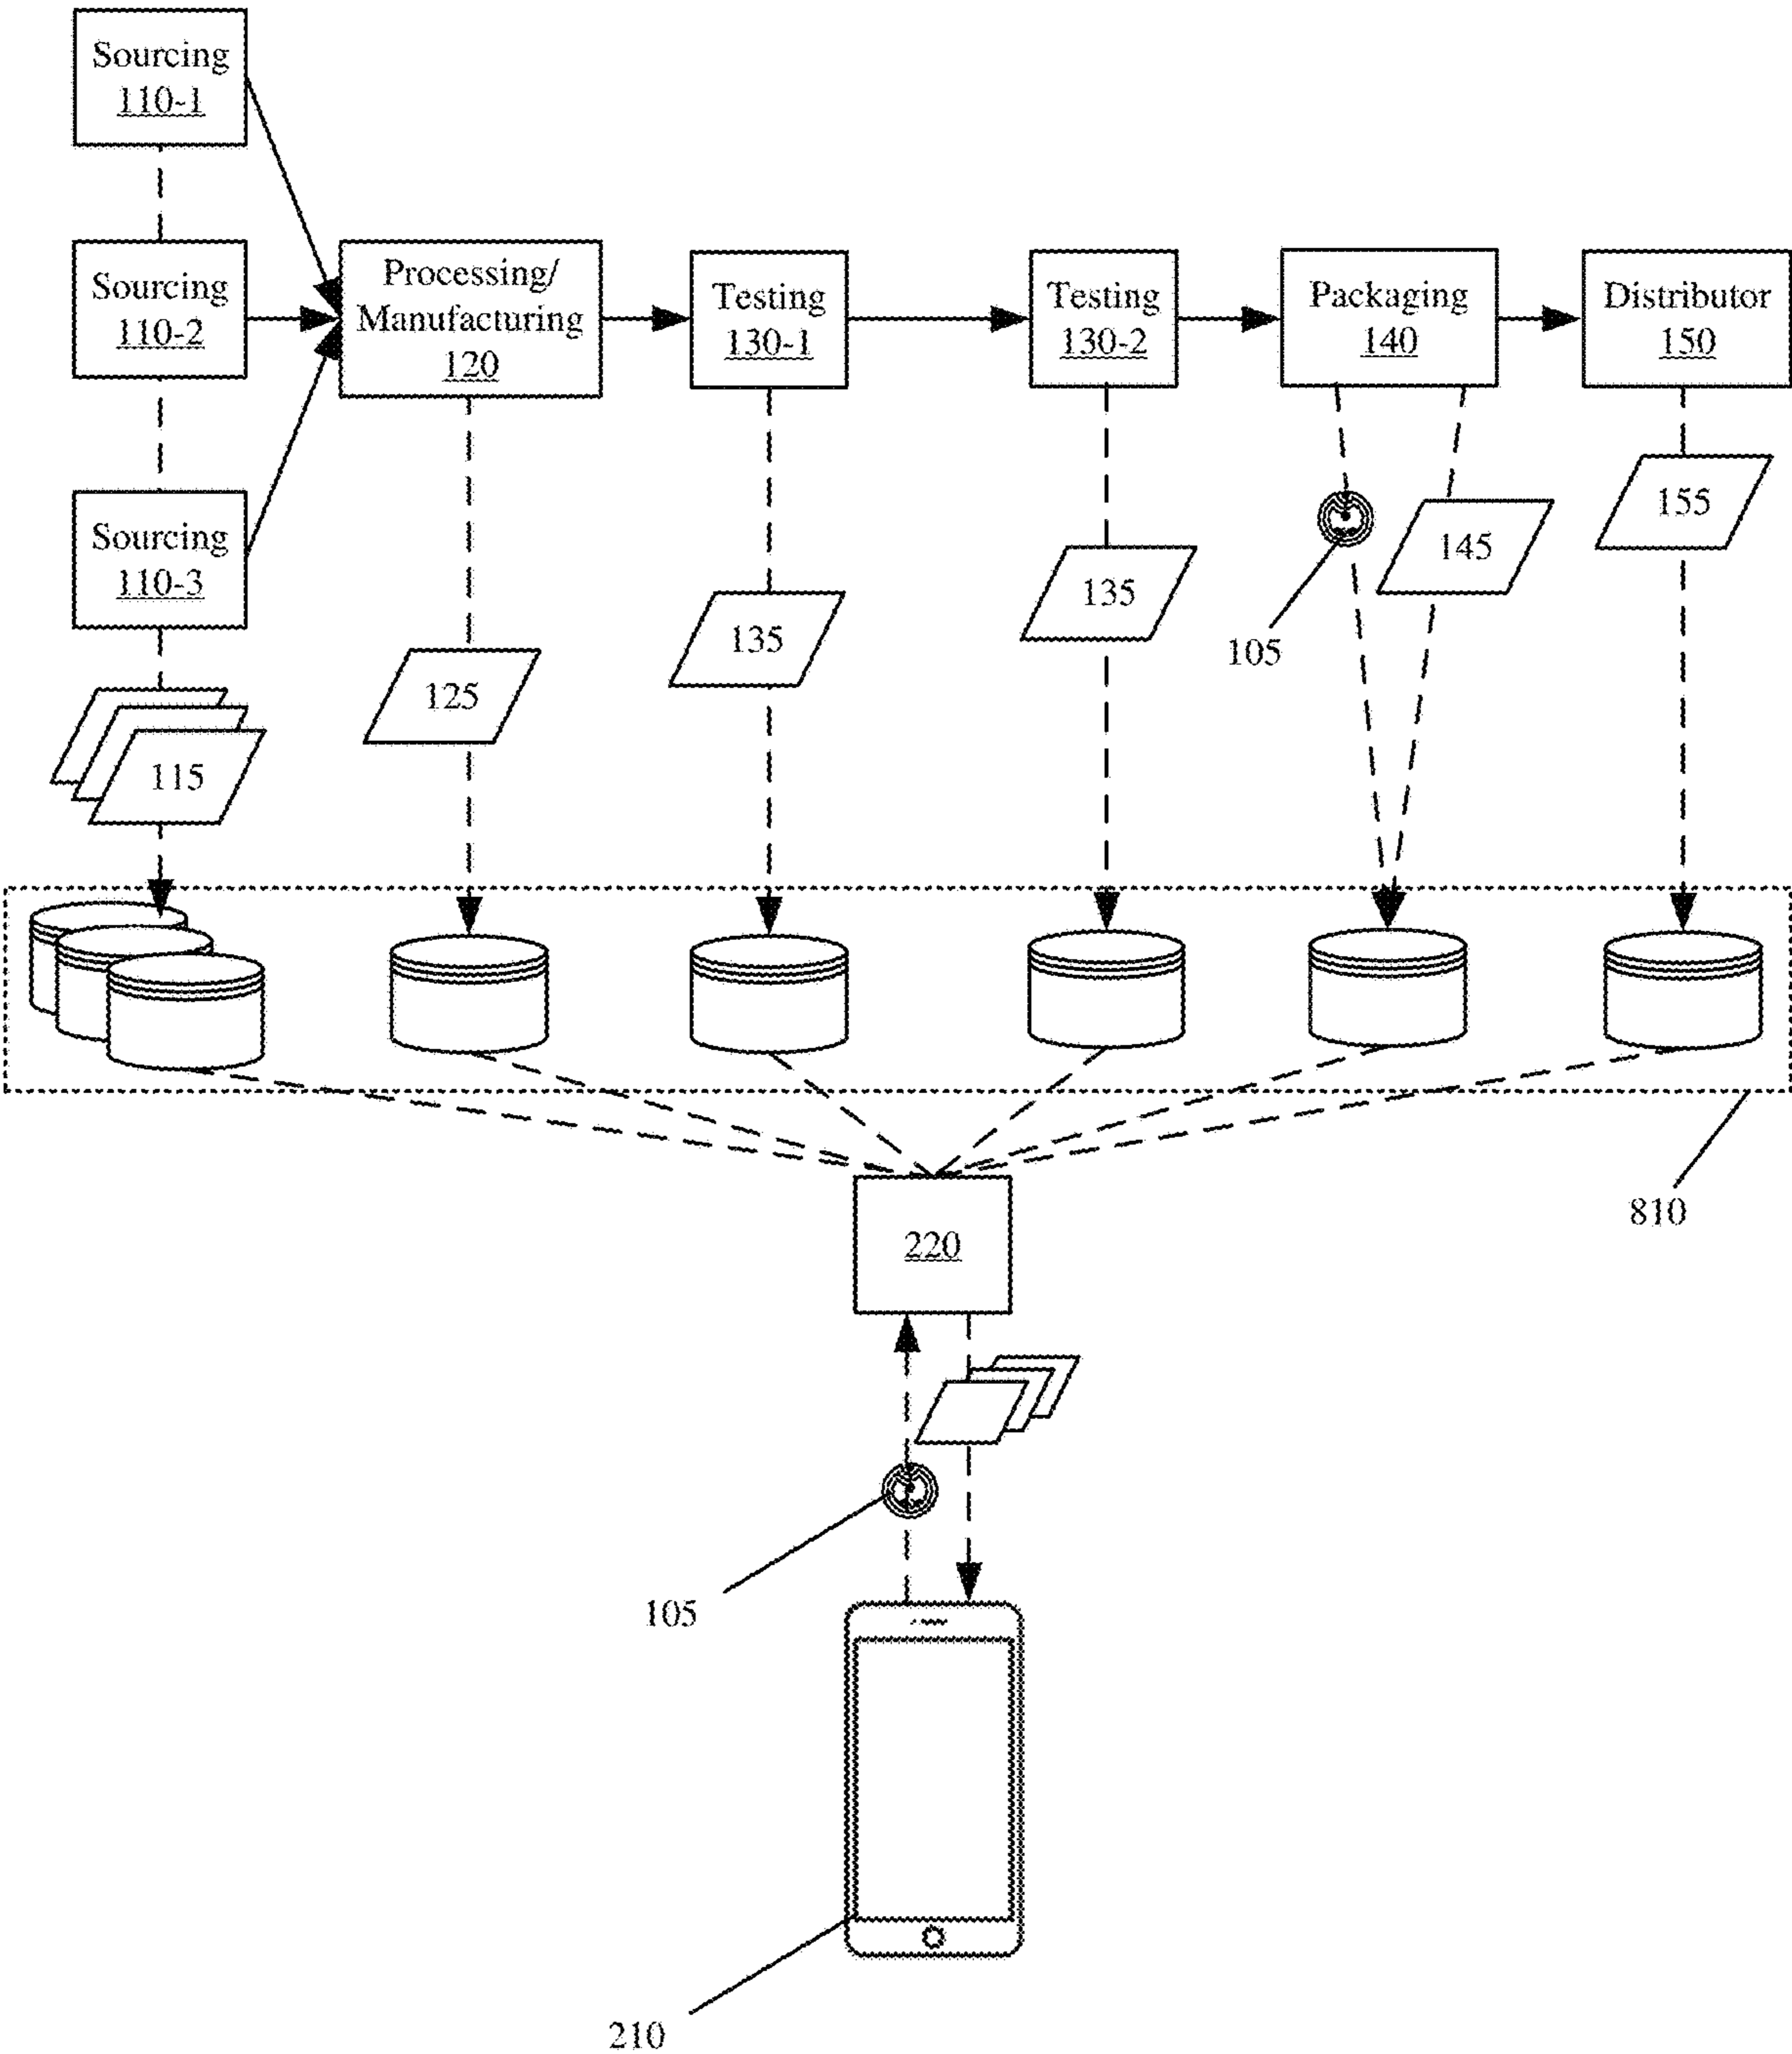 Sourcing
110-1
Sourcing
110-2
Processing/
Manufacturing
120
Testing
130-1
Testing
130-2
Packaging
140
Distributor
150
Sourcing
110-3
155
145
135
135
105
125
115
810
220
105
210